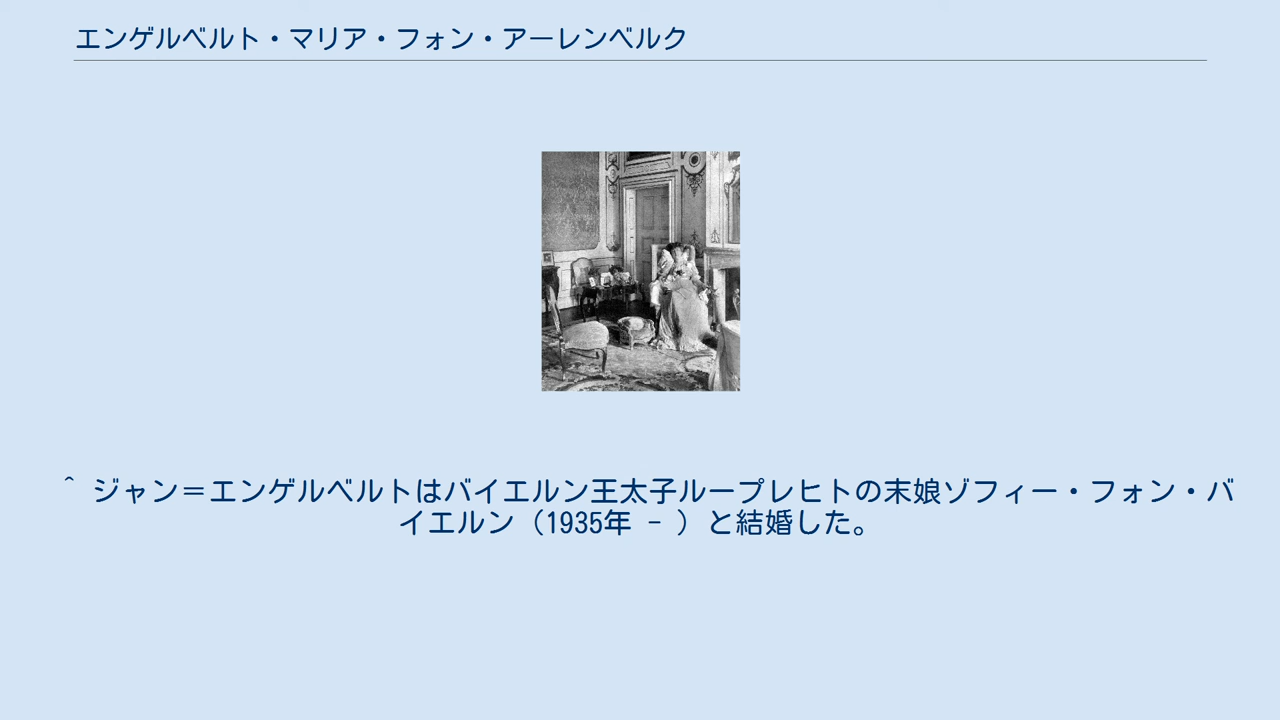 エンゲルベルト・マリア・フォン・アーレンベルク
^ ジャン＝エンゲルベルトはバイエルン王太子ループレヒトの末娘ゾフィー・フォン・バ
イエルン（1935年 - ）と結婚した。